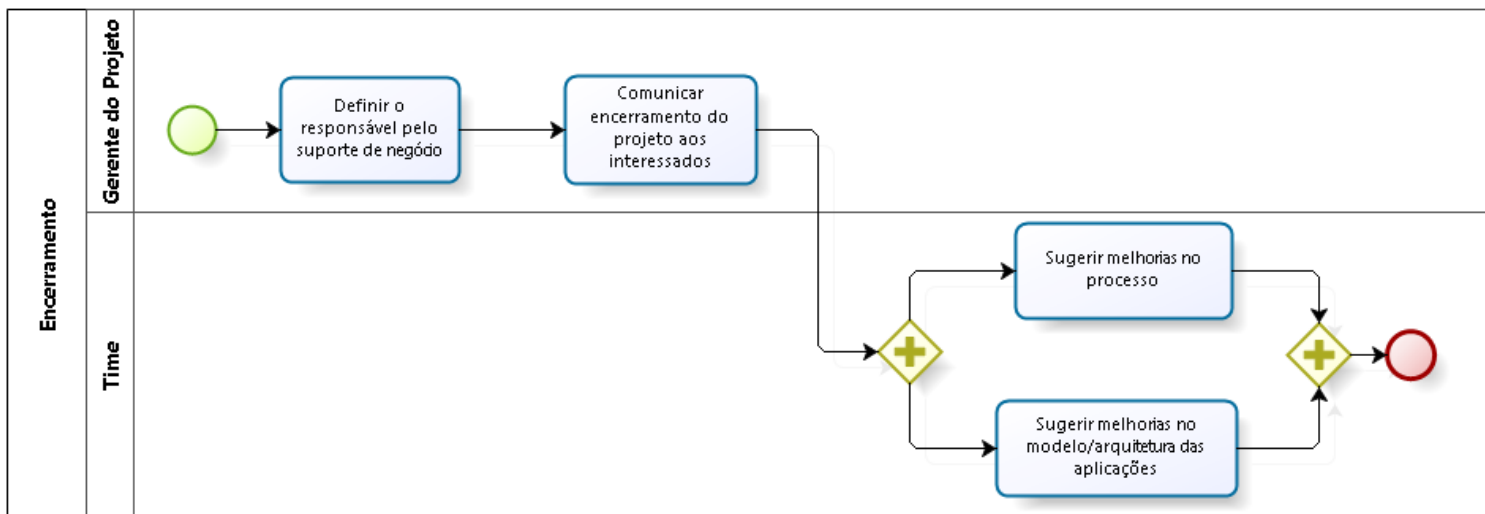 Encerramento
Gerente do Projeto
Definir o
responsável pelo
suporte de negócio
Comunicar
encerramento do
projeto aos
interessados
Time
Sugerir melhorias no
processo
Sugerir melhorias no
modelo/arquitetura das
aplicações